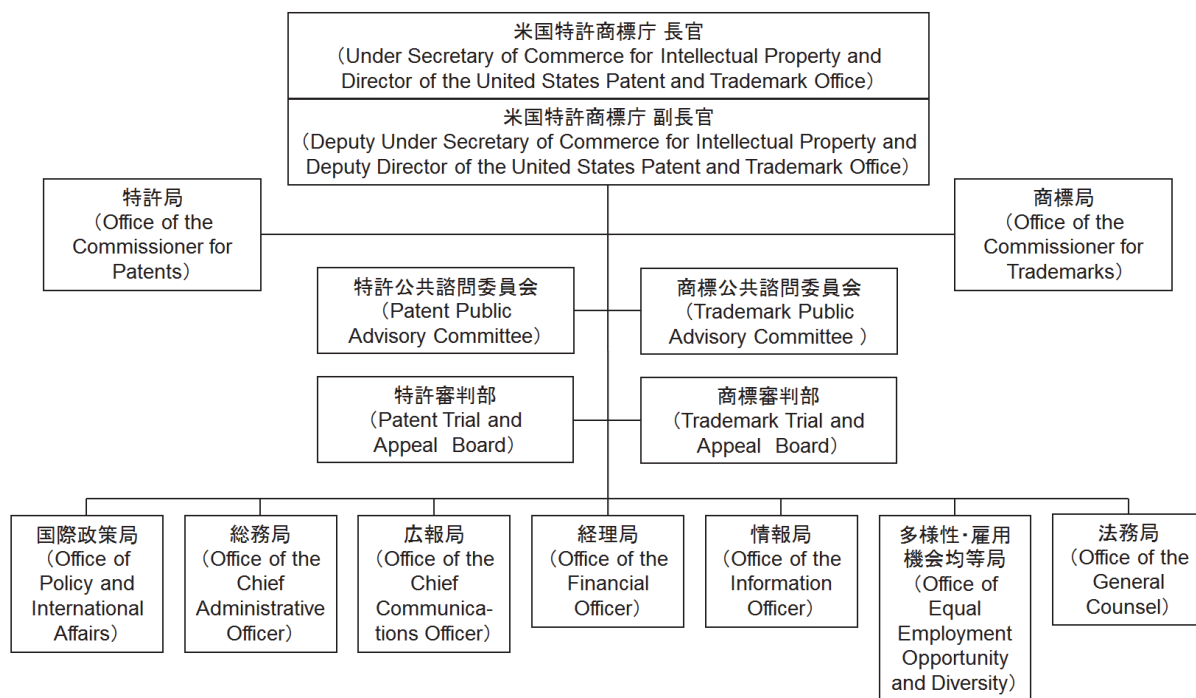 米国特許商標庁 長官
（Under Secretary of Commerce for Intellectual Property and
Director of the United States Patent and Trademark Office）
米国特許商標庁 副長官
（Deputy Under Secretary of Commerce for Intellectual Property and
Deputy Director of the United States Patent and Trademark Office）
特許局
（Office of the
Commissioner for
Patents）
商標局
（Office of the
Commissioner for
Trademarks）
特許公共諮問委員会
（Patent Public
Advisory Committee）
商標公共諮問委員会
（Trademark Public
Advisory Committee ）
特許審判部
（Patent Trial and
Appeal Board）
商標審判部
（Trademark Trial and
Appeal Board）
国際政策局
（Office of
Policy and
International
Affairs）
総務局
（Office of the
Chief
Administrative
Officer）
広報局
（Office of the
Chief
Communica-
tions Officer）
経理局
（Office of the
Financial
Officer）
情報局
（Office of the
Information
Officer）
多様性・雇用
機会均等局
（Office of
Equal
Employment
Opportunity
and Diversity）
法務局
（Office of the
General
Counsel）